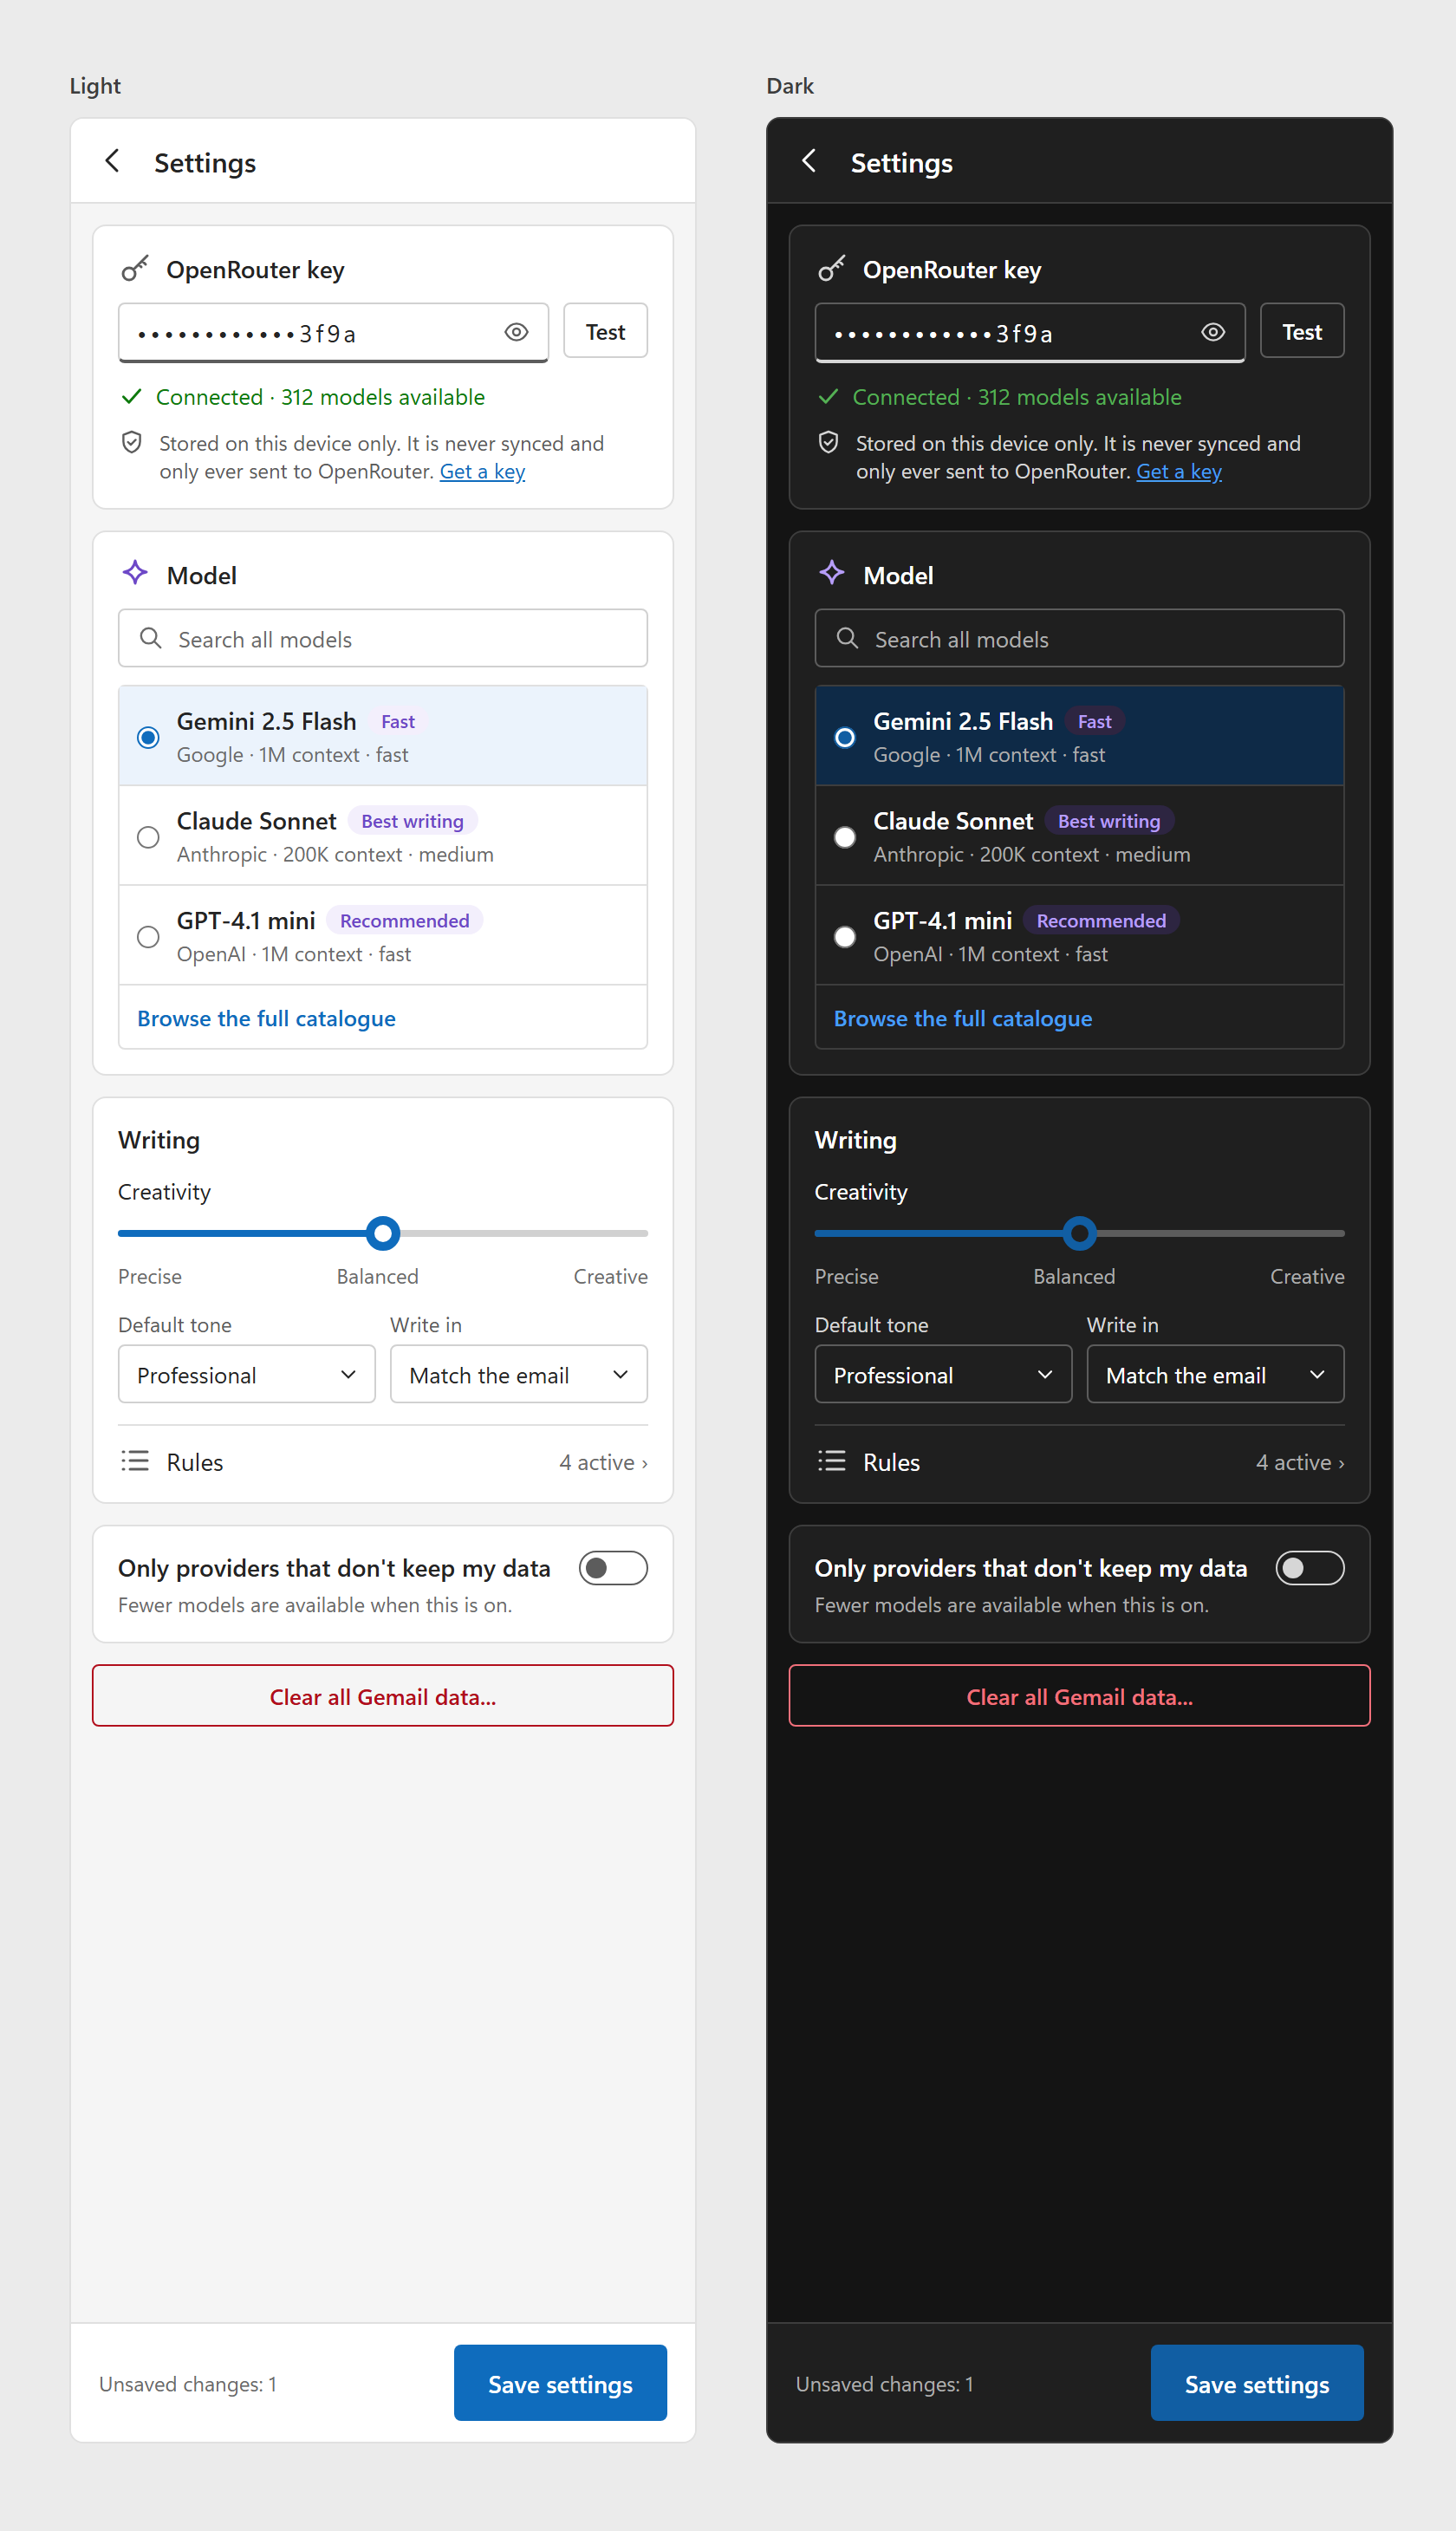 Light
Settings
OpenRouter key
••••••••••••3f9a
Test
Connected · 312 models available
Stored on this device only. It is never synced and
only ever sent to OpenRouter. Get a key
Model
Search all models
Gemini 2.5 Flash Fast
Google · 1M context · fast
Claude Sonnet Best writing
Anthropic · 200K context · medium
GPT-4.1 mini Recommended
OpenAI · 1M context · fast
Browse the full catalogue
Writing
Creativity
Precise Balanced Creative
Default tone Write in
Professional Match the email
Rules 4 active ›
Only providers that don't keep my data
Fewer models are available when this is on.
Clear all Gemail data...
Unsaved changes: 1 Save settings
Dark
Settings
OpenRouter key
••••••••••••3f9a
Test
Connected · 312 models available
Stored on this device only. It is never synced and
only ever sent to OpenRouter. Get a key
Model
Search all models
Gemini 2.5 Flash Fast
Google · 1M context · fast
Claude Sonnet Best writing
Anthropic · 200K context · medium
GPT-4.1 mini Recommended
OpenAI · 1M context · fast
Browse the full catalogue
Writing
Creativity
Precise Balanced Creative
Default tone Write in
Professional Match the email
Rules 4 active ›
Only providers that don't keep my data
Fewer models are available when this is on.
Clear all Gemail data...
Unsaved changes: 1 Save settings